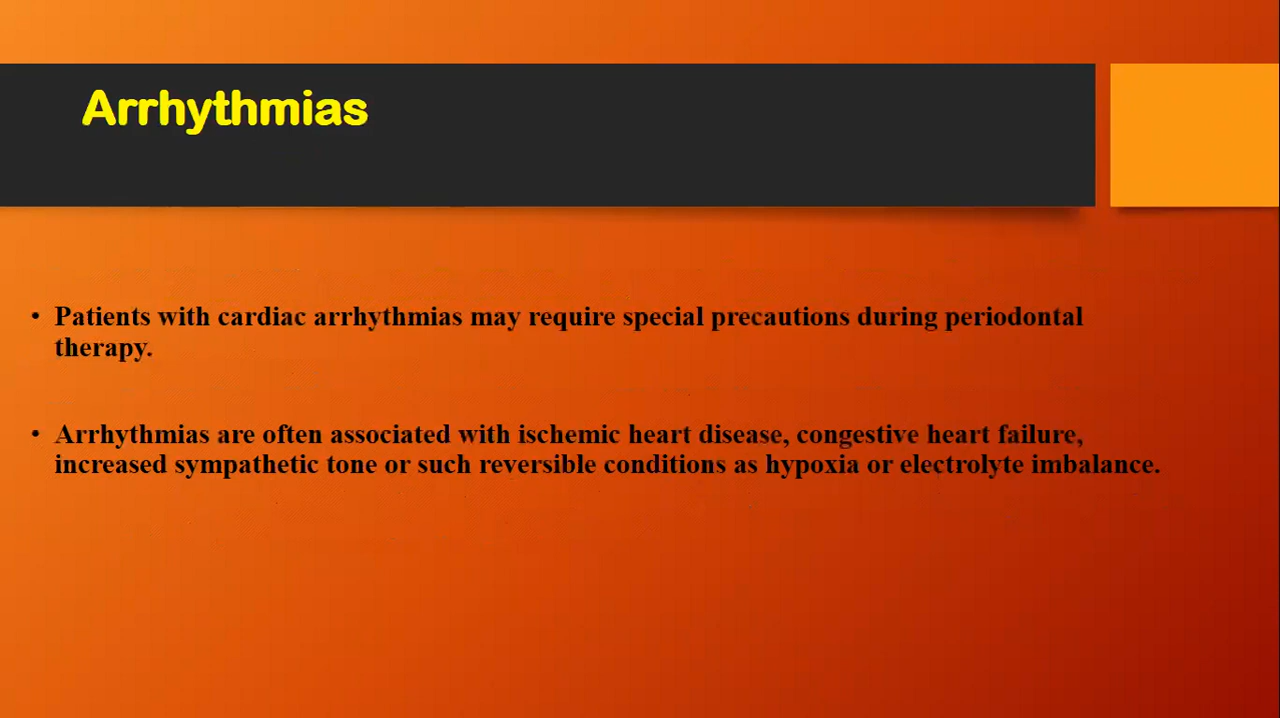 Arrhythmias
• Patients with cardiac arrhythmias may require special precautions during periodontal
therapy.
• Arrhythmias are often associated with ischemic heart disease, congestive heart failure,
increased sympathetic tone or such reversible conditions as hypoxia or electrolyte imbalance.